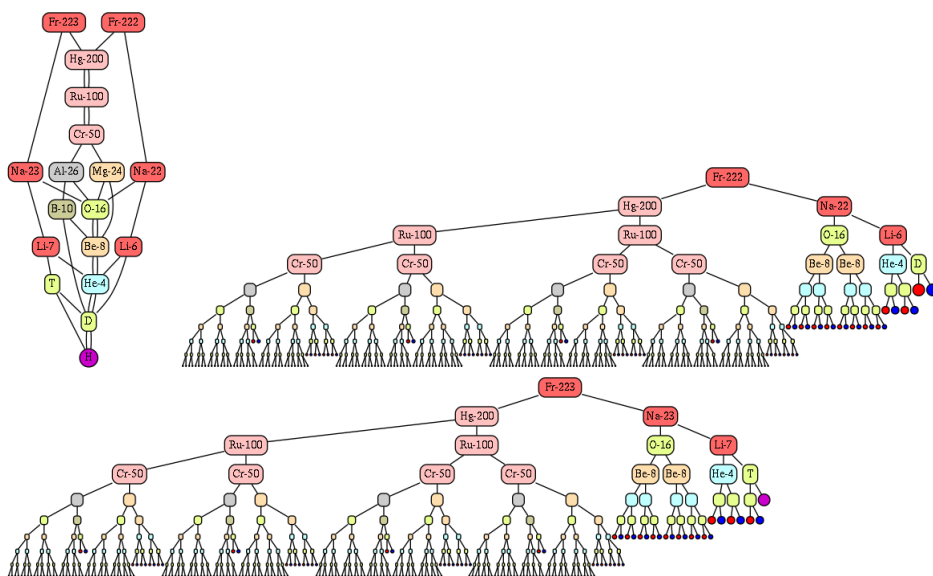 Fr-223 Fr-222
Hg-200
Ru-100
Cr-50
Na-23 Al-26 Mg-24 Na-22
B-10 O-16
Li-7 Be-8 Li-6
T He-4
D
H
Fr-222
Hg-200 Na-22
Ru-100 Ru-100 O-16 Li-6
Cr-50 Cr-50 Cr-50 Cr-50 Be-8 Be-8 He-4 D
Fr-223
Hg-200 Na-23
Ru-100 Ru-100 O-16 Li-7
Cr-50 Cr-50 Cr-50 Cr-50 Be-8 Be-8 He-4 T